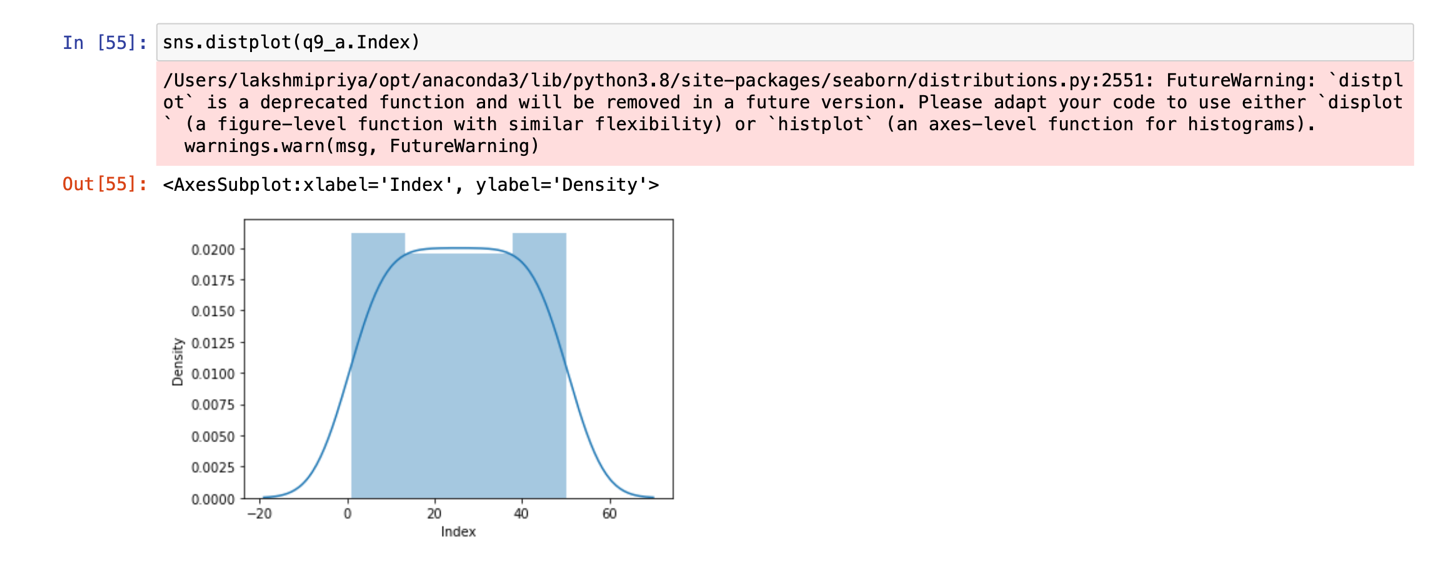 In [55]: sns.distplot(q9_a.Index)
/Users/lakshmipriya/opt/anaconda3/lib/python3.8/site-packages/seaborn/distributions.py:2551: FutureWarning: `distpl
ot` is a deprecated function and will be removed in a future version. Please adapt your code to use either `displot
` (a figure-level function with similar flexibility) or `histplot` (an axes-level function for histograms).
warnings.warn(msg, FutureWarning)
Out[55]: <AxesSubplot:xlabel='Index', ylabel='Density'>
0.0200
0.0175
0.0150
0.0125
0.0100
0.0075
0.0050
0.0025
0.0000
Density
−20 0 20 40 60
Index